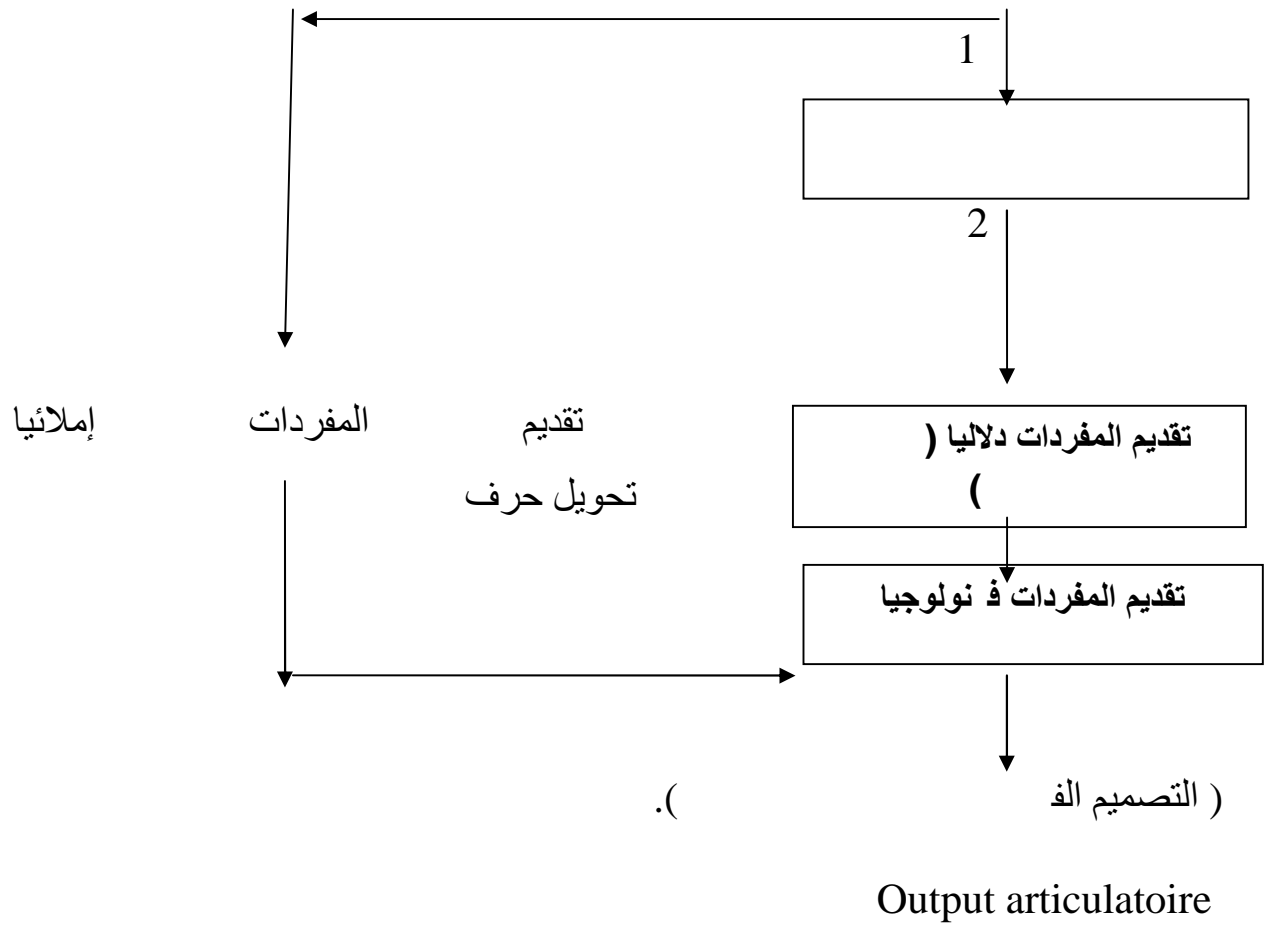 1
2
تقديم المفردات دلاليا (
)
تقديم المفردات إملائيا
تحويل حرف
تقديم المفردات ف نولوجيا
( التصميم الف ).
Output articulatoire